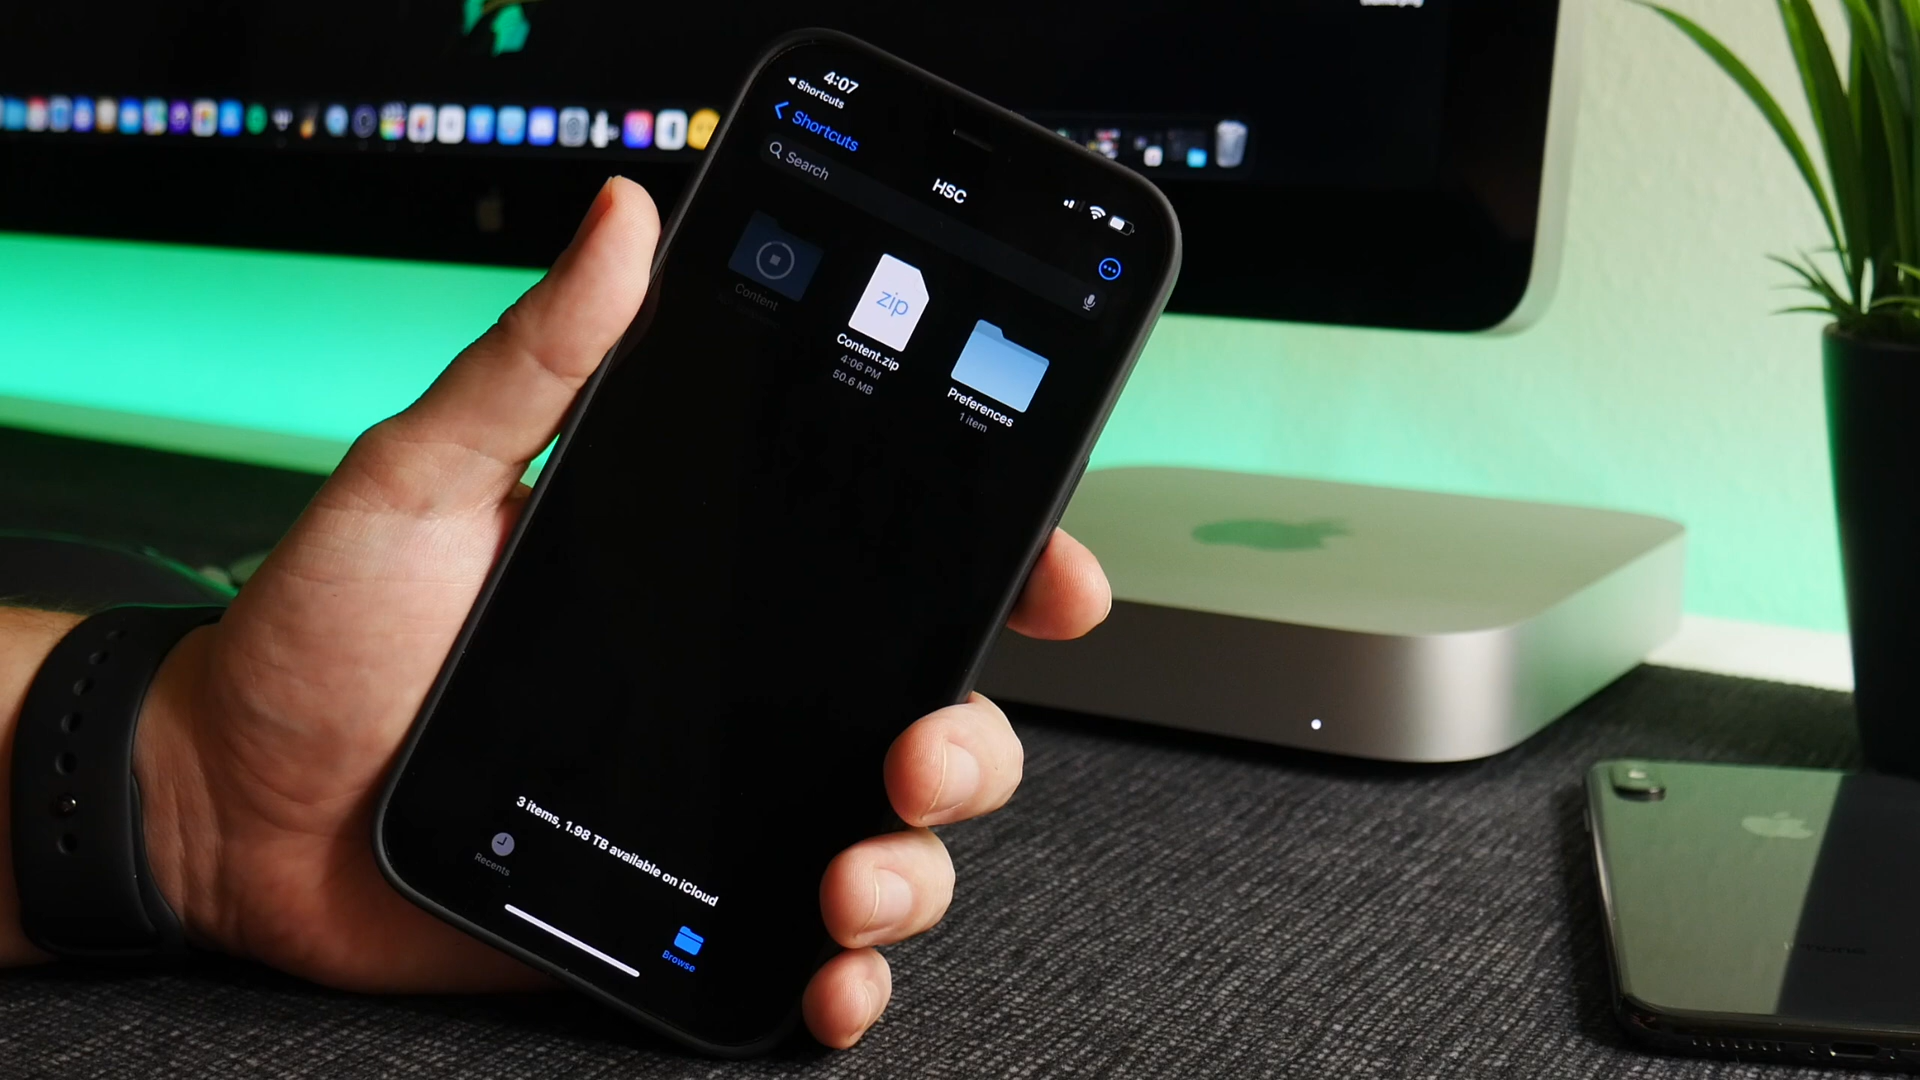 4:07
Shortcuts
Shortcuts
Search
HSC
Content
zip
Content.zip
4:06 PM
50.6 MB
Preferences
1 item
3 items, 1.98 TB available on iCloud
Recents
Browse
iPhone